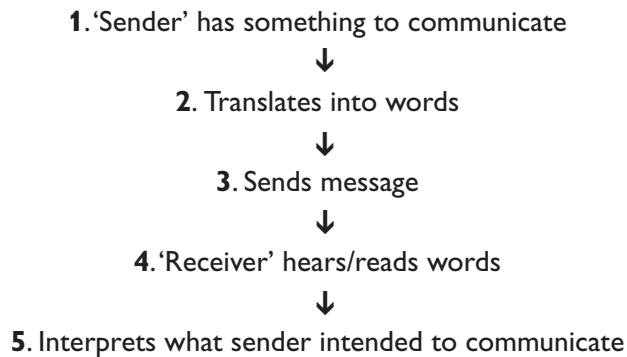 1. ‘Sender’ has something to communicate
↓
2. Translates into words
↓
3. Sends message
↓
4. ‘Receiver’ hears/reads words
↓
5. Interprets what sender intended to communicate